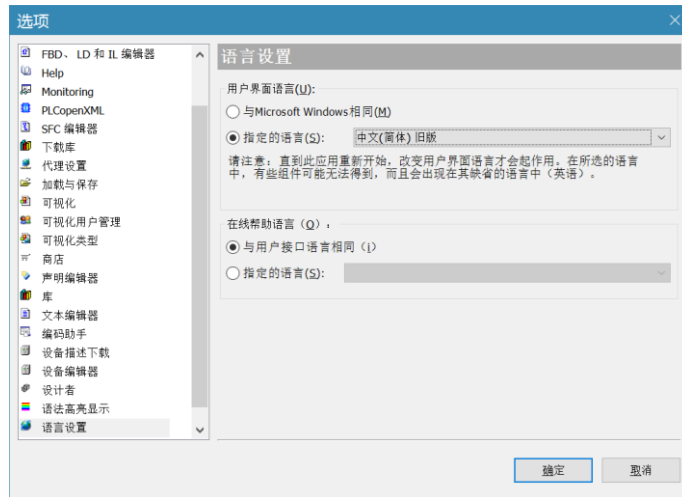 选项
FBD、 LD 和 IL 编辑器
Help
Monitoring
PLCopenXML
SFC 编辑器
下载库
代理设置
加载与保存
可视化
可视化用户管理
可视化类型
商店
声明编辑器
库
文本编辑器
编码助手
设备描述下载
设备编辑器
设计者
语法高亮显示
语言设置
语言设置
用户界面语言(U):
与Microsoft Windows相同(M)
指定的语言(S): 中文(简体) 旧版
请注意：直到此应用重新开始，改变用户界面语言才会起作用。在所选的语言
中，有些组件可能无法得到，而且会出现在其缺省的语言中（英语）。
在线帮助语言（O）：
与用户接口语言相同（i）
指定的语言(S):
确定
取消